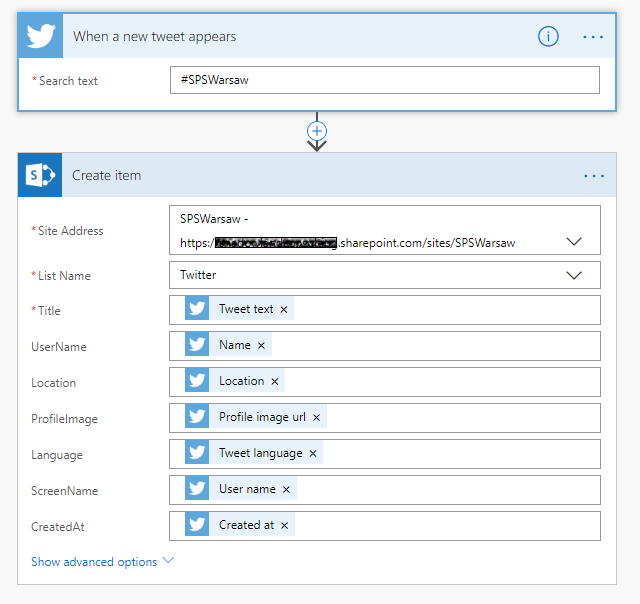 When a new tweet appears
i
* Search text
#SPSWarsaw
S
Create item
* Site Address
SPSWarsaw -
https:/ .sharepoint.com/sites/SPSWarsaw
* List Name
Twitter
* Title
Tweet text ×
UserName
Name ×
Location
Location ×
ProfileImage
Profile image url ×
Language
Tweet language ×
ScreenName
User name ×
CreatedAt
Created at ×
Show advanced options